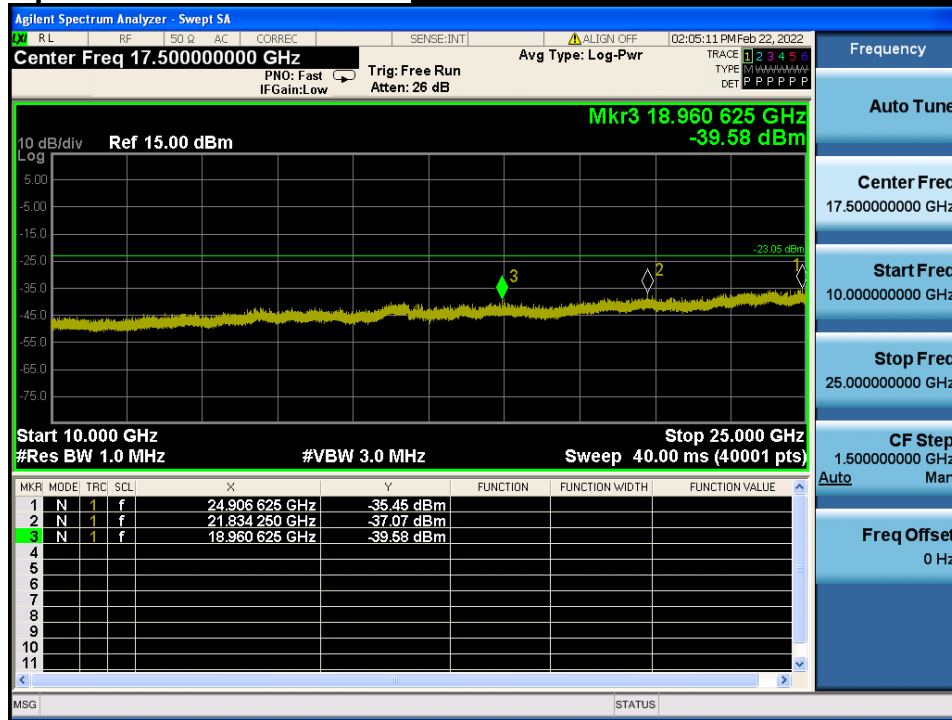 Agilent Spectrum Analyzer - Swept SA
LXI RL RF 50 Ω AC CORREC SENSE:INT ALIGN OFF 02:05:11 PM Feb 22, 2022
Center Freq 17.500000000 GHz Avg Type: Log-Pwr TRACE 1 2 3 4 5 6
PNO: Fast Trig: Free Run TYPE M
IFGain:Low Atten: 26 dB DET P P P P P P
Mkr3 18.960 625 GHz
-39.58 dBm
10 dB/div Ref 15.00 dBm
Log
5.00
-5.00
-15.0
-23.05 dBm
-25.0
3 2 1
-35.0
-45.0
-55.0
-65.0
-75.0
Start 10.000 GHz Stop 25.000 GHz
#Res BW 1.0 MHz #VBW 3.0 MHz Sweep 40.00 ms (40001 pts)
MKR MODE TRC SCL X Y FUNCTION FUNCTION WIDTH FUNCTION VALUE
1 N 1 f 24.906 625 GHz -35.45 dBm
2 N 1 f 21.834 250 GHz -37.07 dBm
3 N 1 f 18.960 625 GHz -39.58 dBm
4
5
6
7
8
9
10
11
MSG STATUS
Frequency
Auto Tune
Center Freq
17.500000000 GHz
Start Freq
10.000000000 GHz
Stop Freq
25.000000000 GHz
CF Step
1.500000000 GHz
Auto Man
Freq Offset
0 Hz